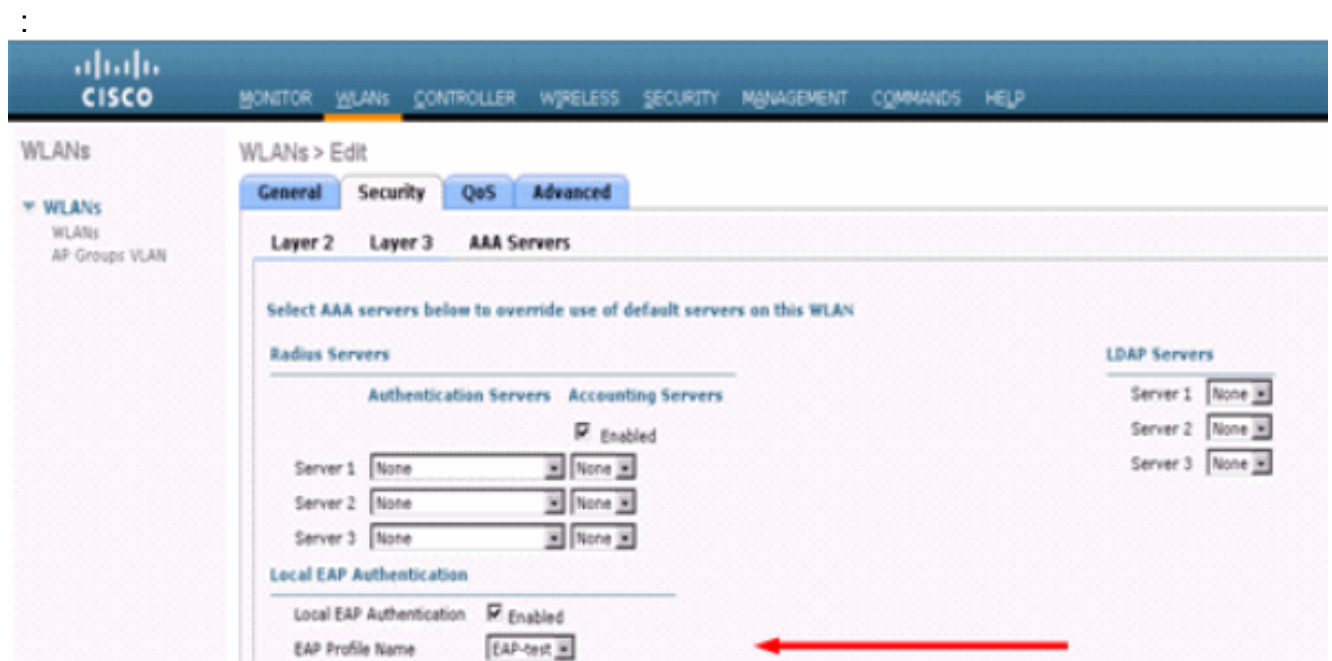 :
CISCO
MONITOR WLANs CONTROLLER WIRELESS SECURITY MANAGEMENT COMMANDS HELP
WLANs
WLANs
WLANs
AP Groups VLAN
WLANs > Edit
General Security QoS Advanced
Layer 2 Layer 3 AAA Servers
Select AAA servers below to override use of default servers on this WLAN
Radius Servers
Authentication Servers Accounting Servers
Enabled
Server 1 None None
Server 2 None None
Server 3 None None
LDAP Servers
Server 1 None
Server 2 None
Server 3 None
Local EAP Authentication
Local EAP Authentication Enabled
EAP Profile Name EAP-test